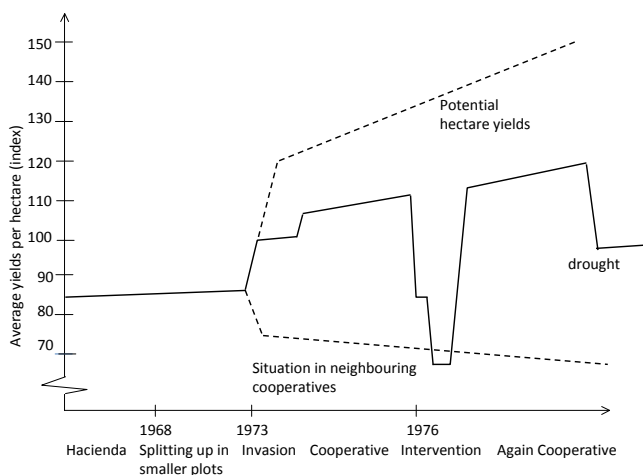 Average yields per hectare (index)
150
140
130
120
110
100
90
80
70
Potential
hectare yields
drought
Situation in neighbouring
cooperatives
1968
1973
1976
Hacienda
Splitting up in
smaller plots
Invasion
Cooperative
Intervention
Again Cooperative